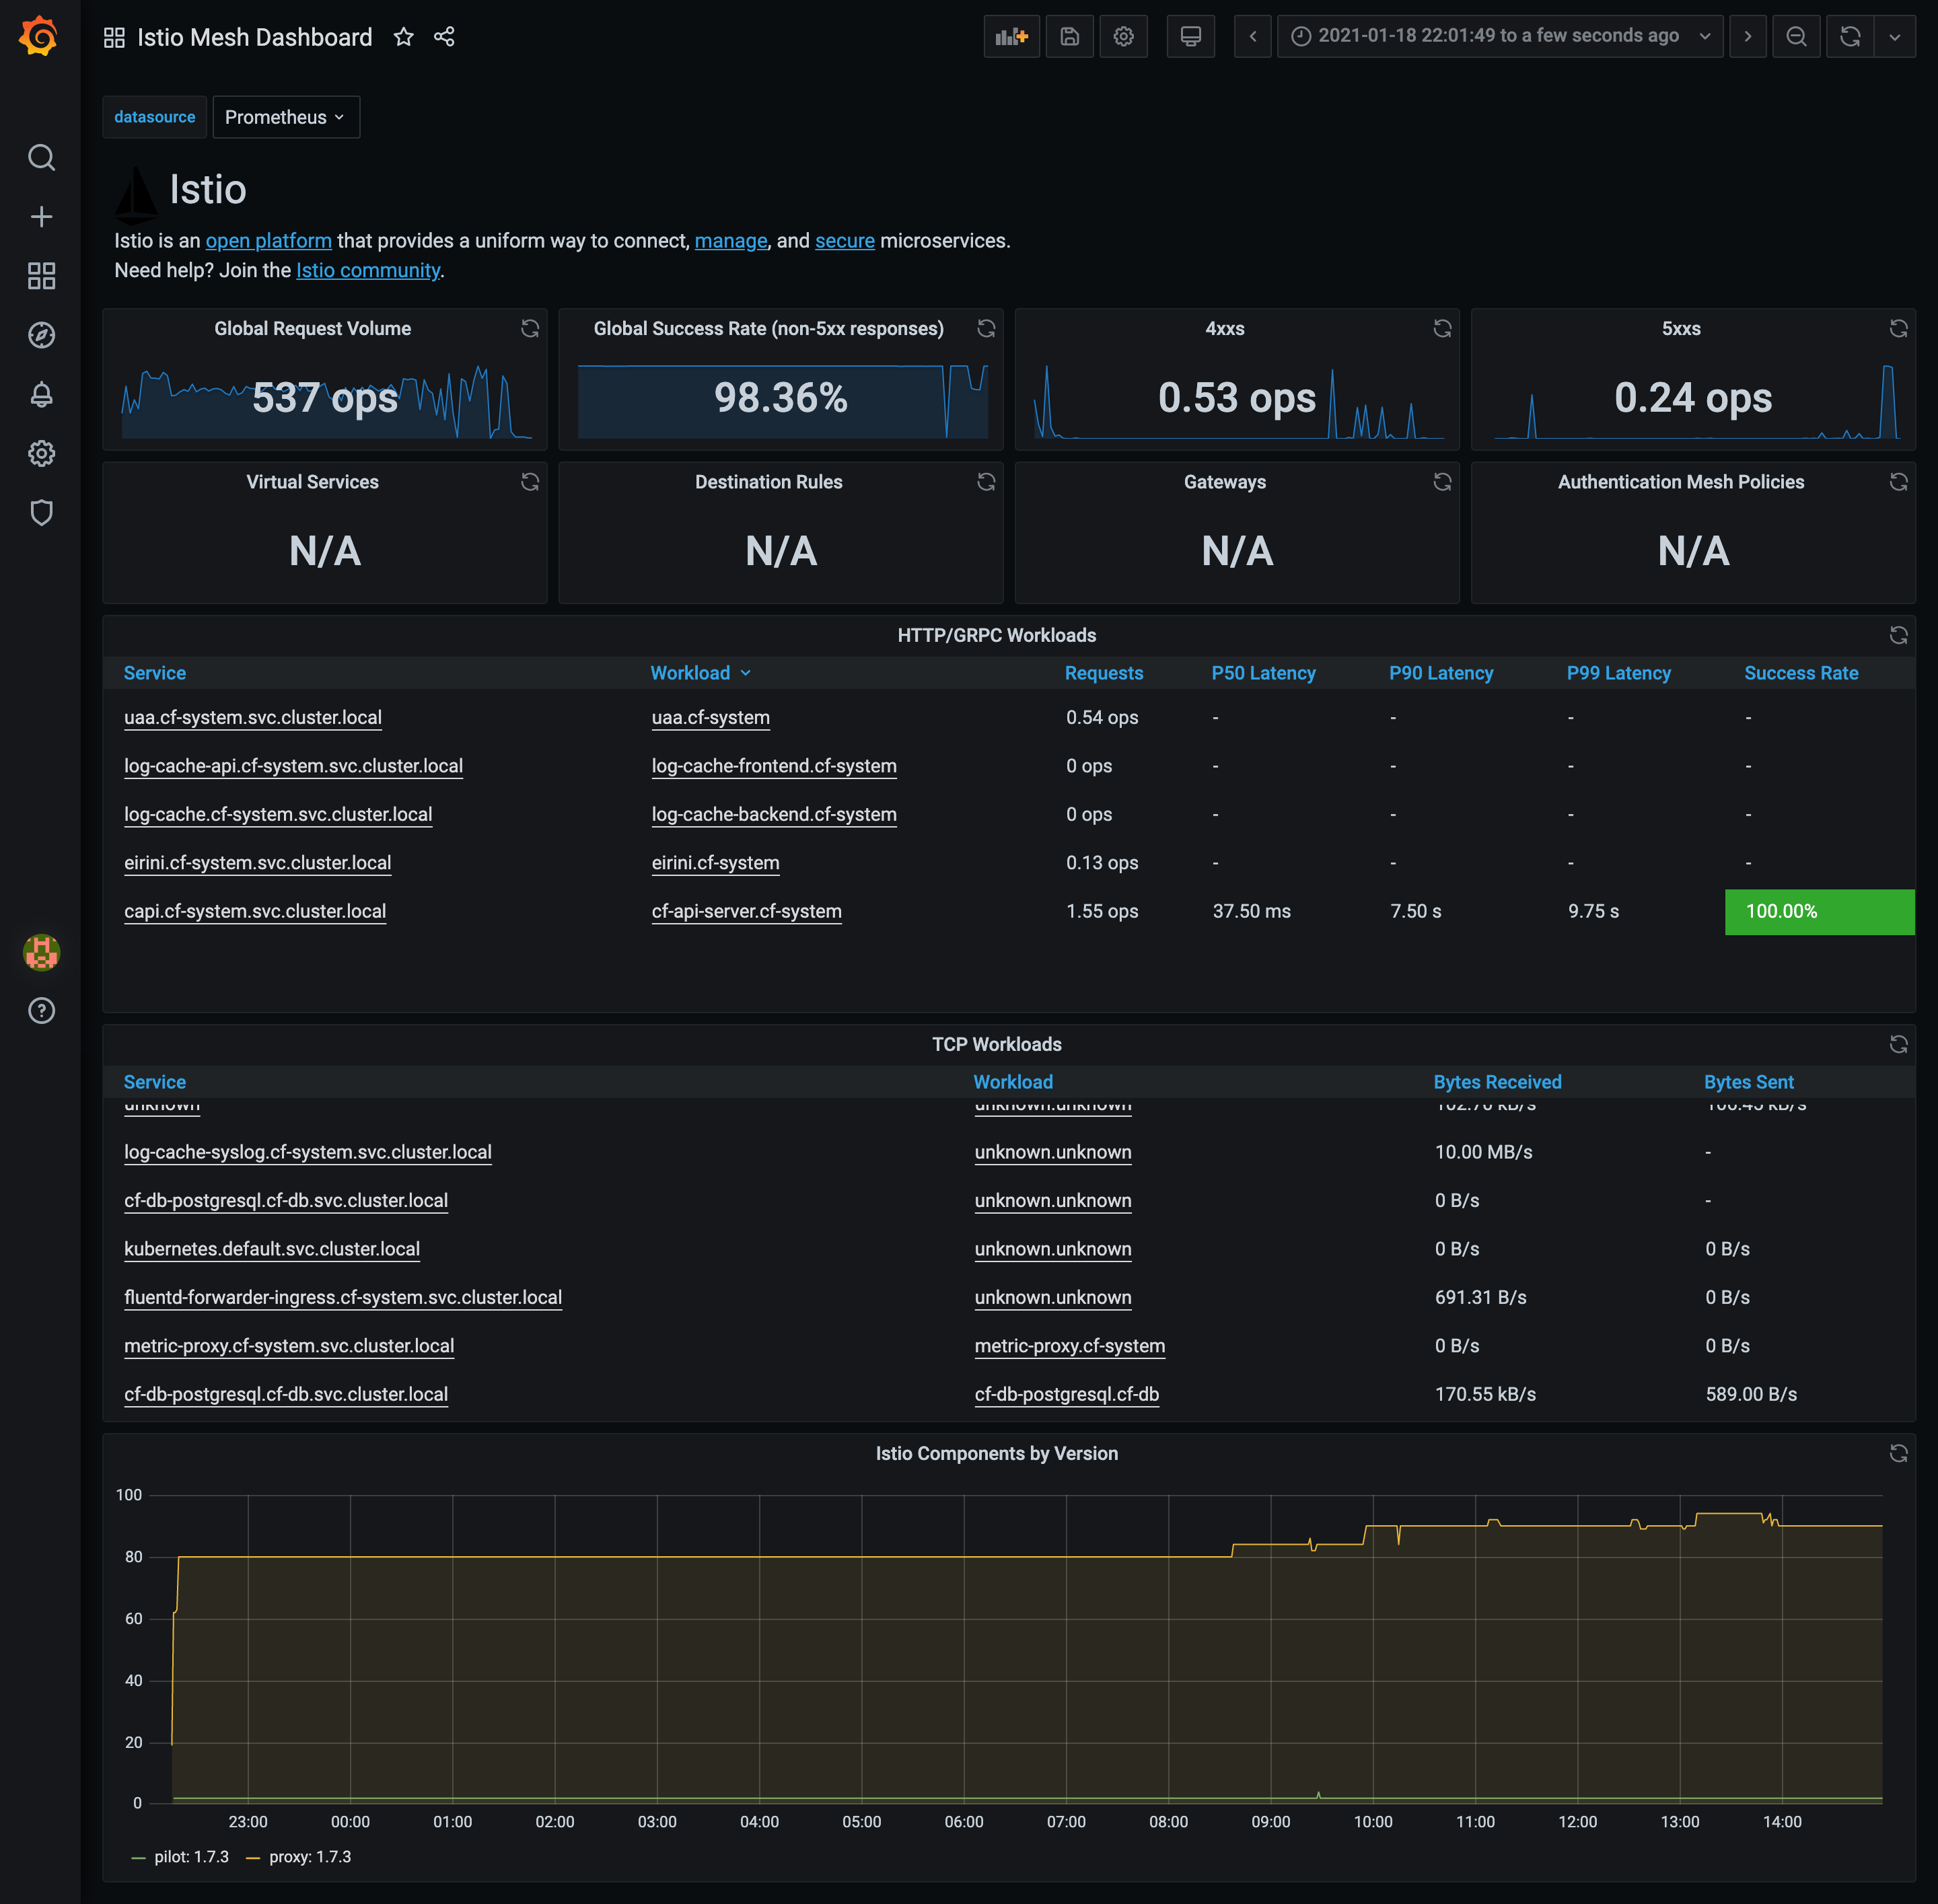 Istio Mesh Dashboard
2021-01-18 22:01:49 to a few seconds ago
datasource Prometheus
Istio
Istio is an open platform that provides a uniform way to connect, manage, and secure microservices.
Need help? Join the Istio community.
Global Request Volume
537 ops
Global Success Rate (non-5xx responses)
98.36%
4xxs
0.53 ops
5xxs
0.24 ops
Virtual Services
N/A
Destination Rules
N/A
Gateways
N/A
Authentication Mesh Policies
N/A
HTTP/GRPC Workloads
Service Workload Requests P50 Latency P90 Latency P99 Latency Success Rate
uaa.cf-system.svc.cluster.local uaa.cf-system 0.54 ops - - - -
log-cache-api.cf-system.svc.cluster.local log-cache-frontend.cf-system 0 ops - - - -
log-cache.cf-system.svc.cluster.local log-cache-backend.cf-system 0 ops - - - -
eirini.cf-system.svc.cluster.local eirini.cf-system 0.13 ops - - - -
capi.cf-system.svc.cluster.local cf-api-server.cf-system 1.55 ops 37.50 ms 7.50 s 9.75 s 100.00%
TCP Workloads
Service Workload Bytes Received Bytes Sent
unknown unknown.unknown
log-cache-syslog.cf-system.svc.cluster.local unknown.unknown 10.00 MB/s -
cf-db-postgresql.cf-db.svc.cluster.local unknown.unknown 0 B/s -
kubernetes.default.svc.cluster.local unknown.unknown 0 B/s 0 B/s
fluentd-forwarder-ingress.cf-system.svc.cluster.local unknown.unknown 691.31 B/s 0 B/s
metric-proxy.cf-system.svc.cluster.local metric-proxy.cf-system 0 B/s 0 B/s
cf-db-postgresql.cf-db.svc.cluster.local cf-db-postgresql.cf-db 170.55 kB/s 589.00 B/s
Istio Components by Version
100
80
60
40
20
0
23:00 00:00 01:00 02:00 03:00 04:00 05:00 06:00 07:00 08:00 09:00 10:00 11:00 12:00 13:00 14:00
pilot: 1.7.3 proxy: 1.7.3